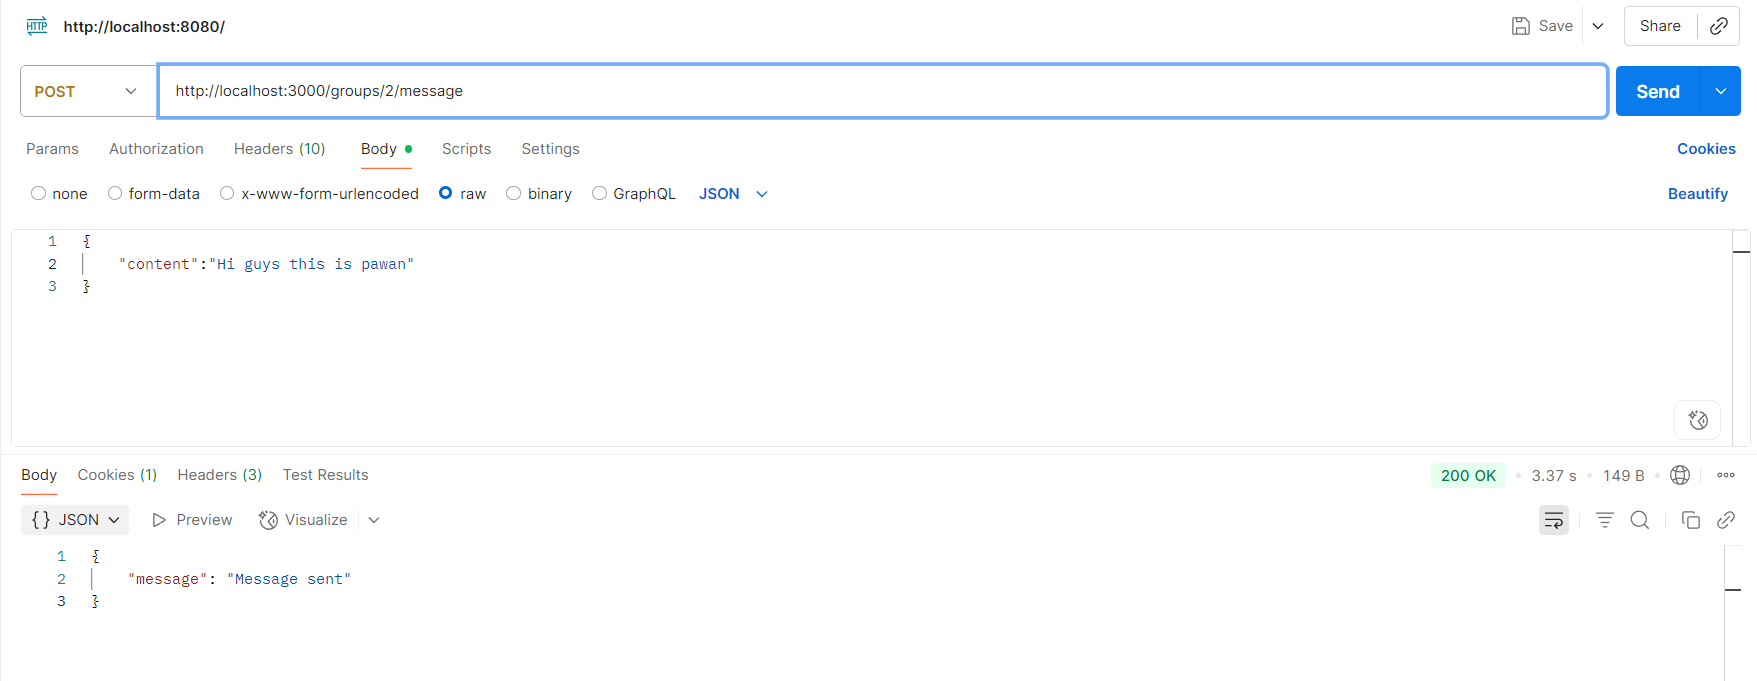 HTTP http://localhost:8080/ Save Share
POST http://localhost:3000/groups/2/message Send
Params Authorization Headers (10) Body Scripts Settings Cookies
none form-data x-www-form-urlencoded raw binary GraphQL JSON Beautify
1 {
2 "content":"Hi guys this is pawan"
3 }
Body Cookies (1) Headers (3) Test Results 200 OK 3.37 s 149 B
{} JSON Preview Visualize
1 {
2 "message": "Message sent"
3 }